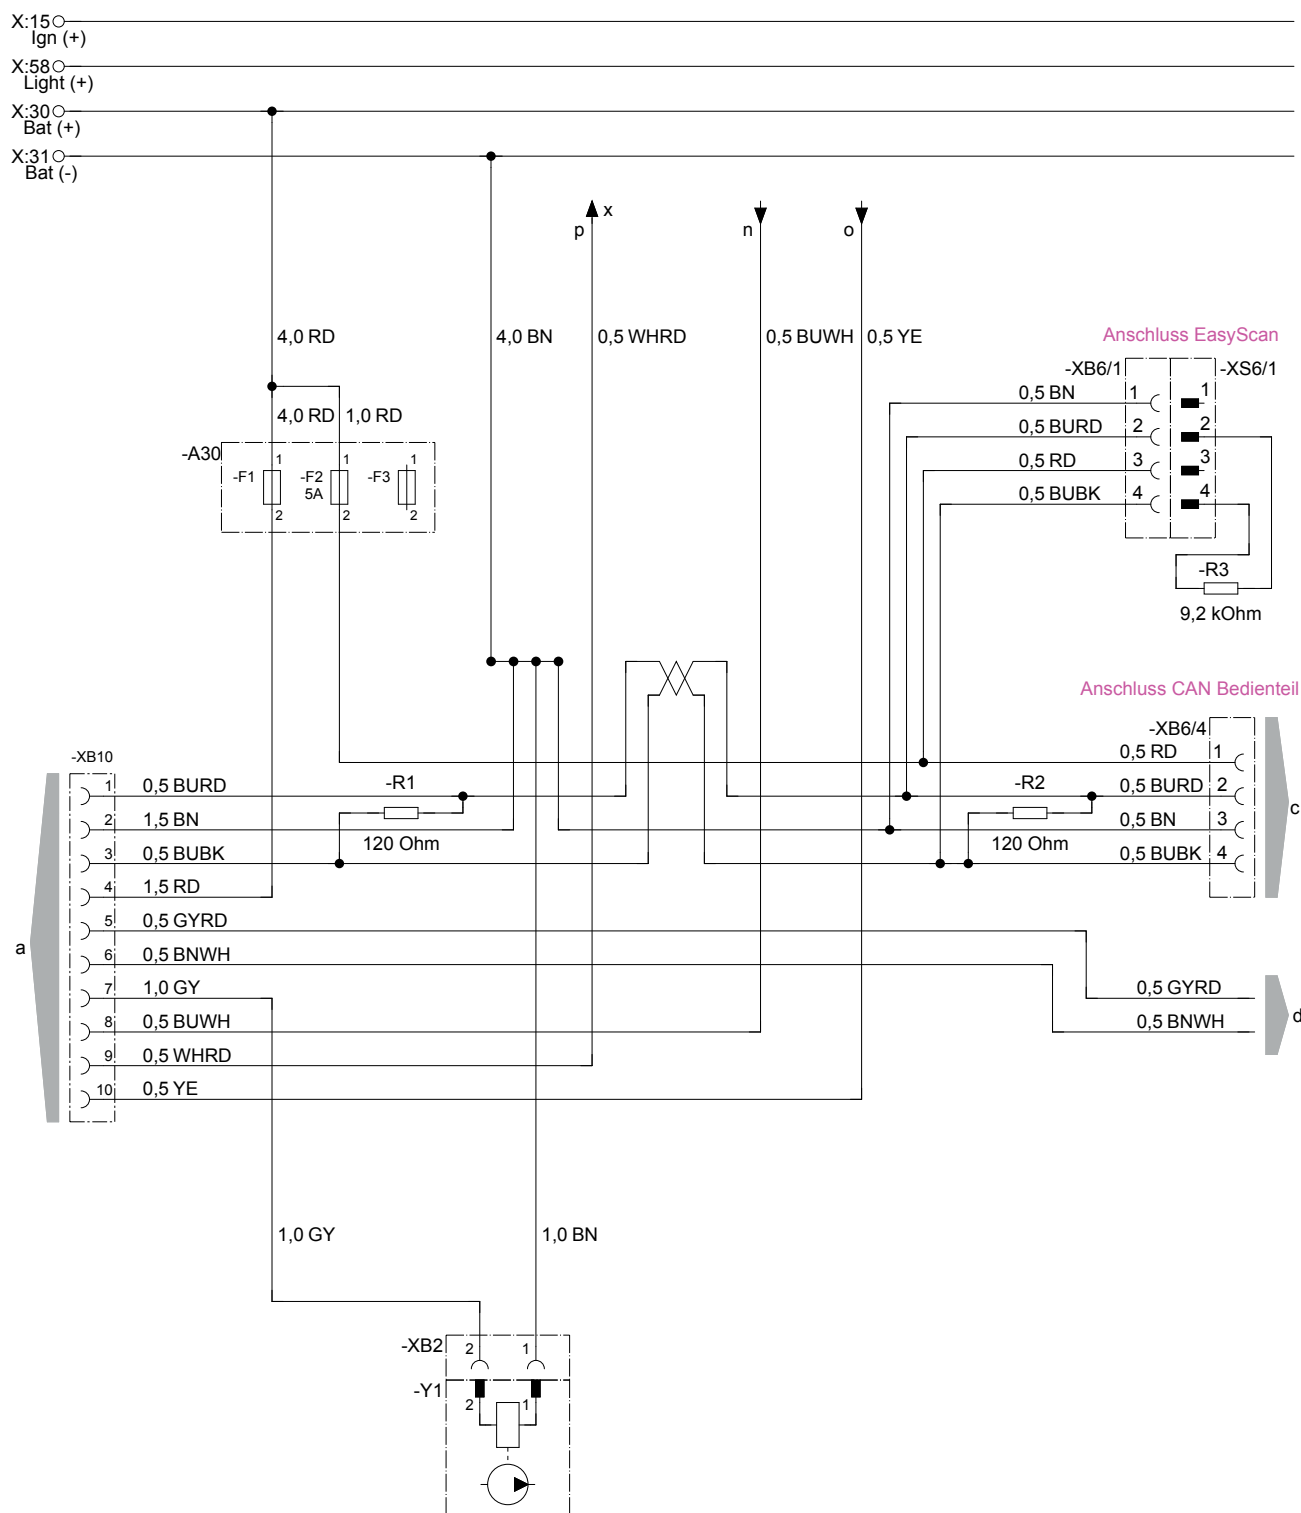 X:15
Ign (+)
X:58
Light (+)
X:30
Bat (+)
X:31
Bat (-)
x
p
n
o
4,0 RD
4,0 BN
0,5 WHRD
0,5 BUWH
0,5 YE
Anschluss EasyScan
-XB6/1
-XS6/1
0,5 BN
1
1
0,5 BURD
2
2
0,5 RD
3
3
0,5 BUBK
4
4
-R3
9,2 kOhm
4,0 RD
1,0 RD
-A30
-F1
1
2
-F2
5A
1
2
-F3
1
2
Anschluss CAN Bedienteil
-XB6/4
0,5 RD
1
0,5 BURD
2
0,5 BN
3
0,5 BUBK
4
c
-XB10
a
1
0,5 BURD
2
1,5 BN
3
0,5 BUBK
4
1,5 RD
5
0,5 GYRD
6
0,5 BNWH
7
1,0 GY
8
0,5 BUWH
9
0,5 WHRD
10
0,5 YE
-R1
120 Ohm
-R2
120 Ohm
0,5 GYRD
0,5 BNWH
d
1,0 GY
1,0 BN
-XB2
2
1
-Y1
2
1